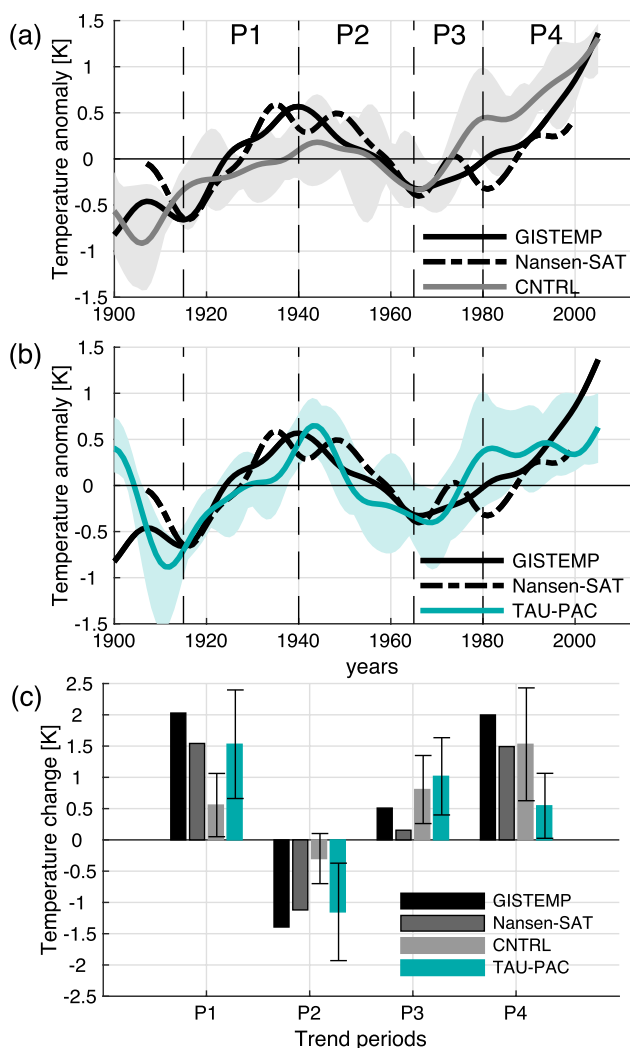 (a)
P1 P2 P3 P4
Temperature anomaly [K]
1.5
1
0.5
0
-0.5
-1
-1.5
GISTEMP
Nansen-SAT
CNTRL
1900 1920 1940 1960 1980 2000
(b)
Temperature anomaly [K]
1.5
1
0.5
0
-0.5
-1
-1.5
GISTEMP
Nansen-SAT
TAU-PAC
1900 1920 1940 1960 1980 2000
years
(c)
Temperature change [K]
2.5
2
1.5
1
0.5
0
-0.5
-1
-1.5
-2
-2.5
GISTEMP
Nansen-SAT
CNTRL
TAU-PAC
P1 P2 P3 P4
Trend periods